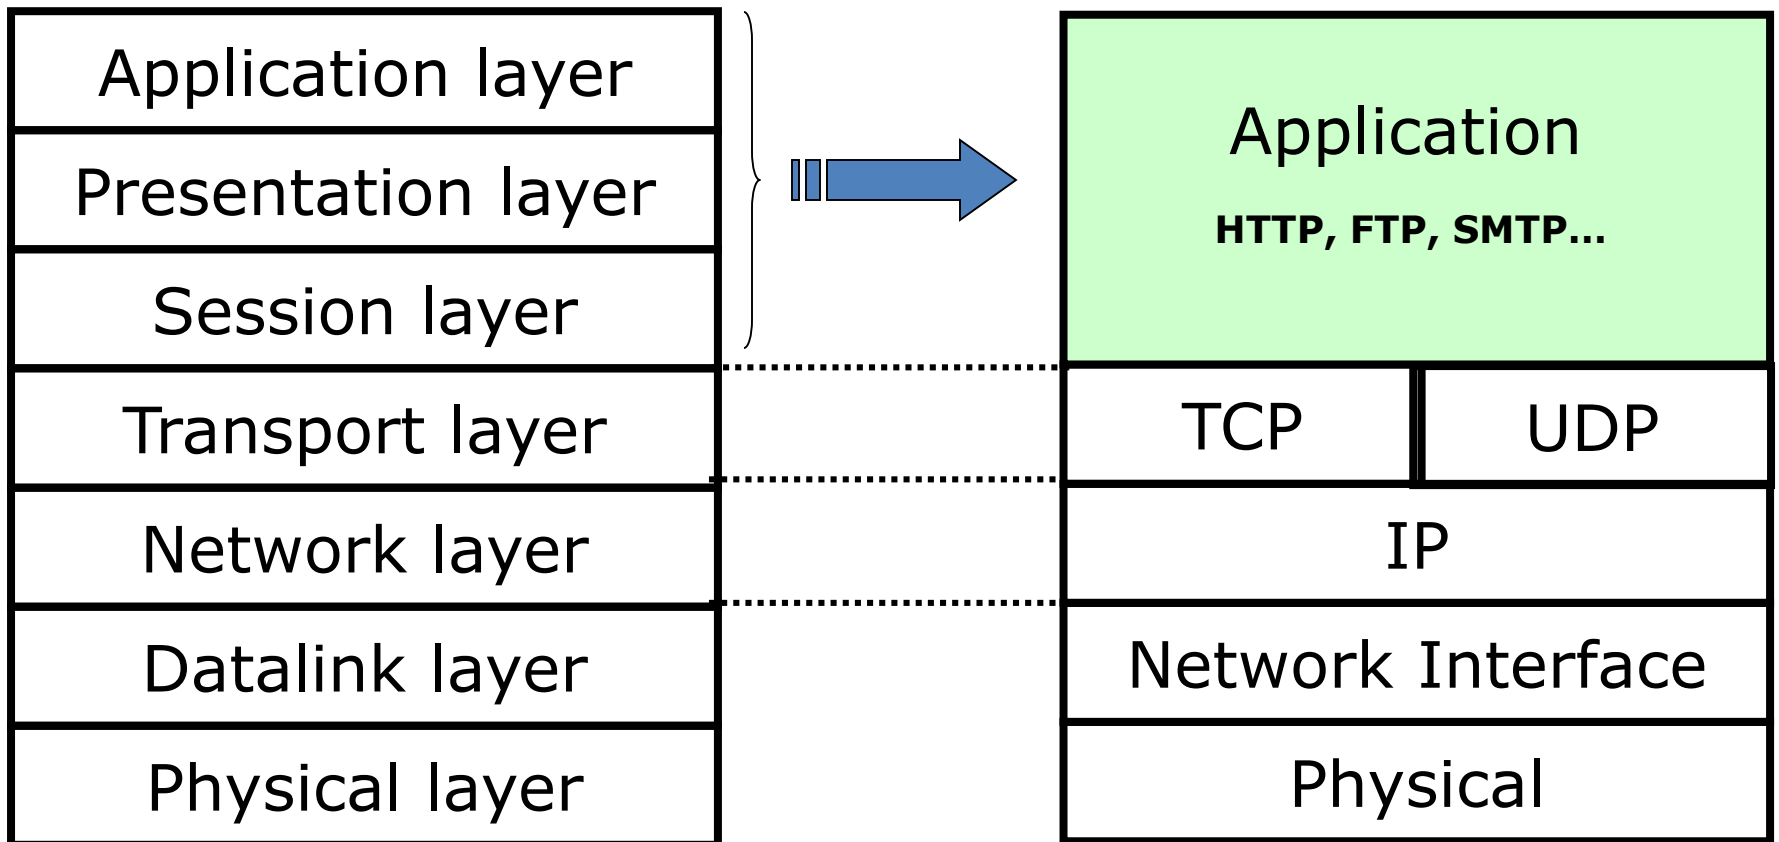 Application layer
Presentation layer
Session layer
Transport layer
Network layer
Datalink layer
Physical layer
Application
HTTP, FTP, SMTP...
TCP
UDP
IP
Network Interface
Physical